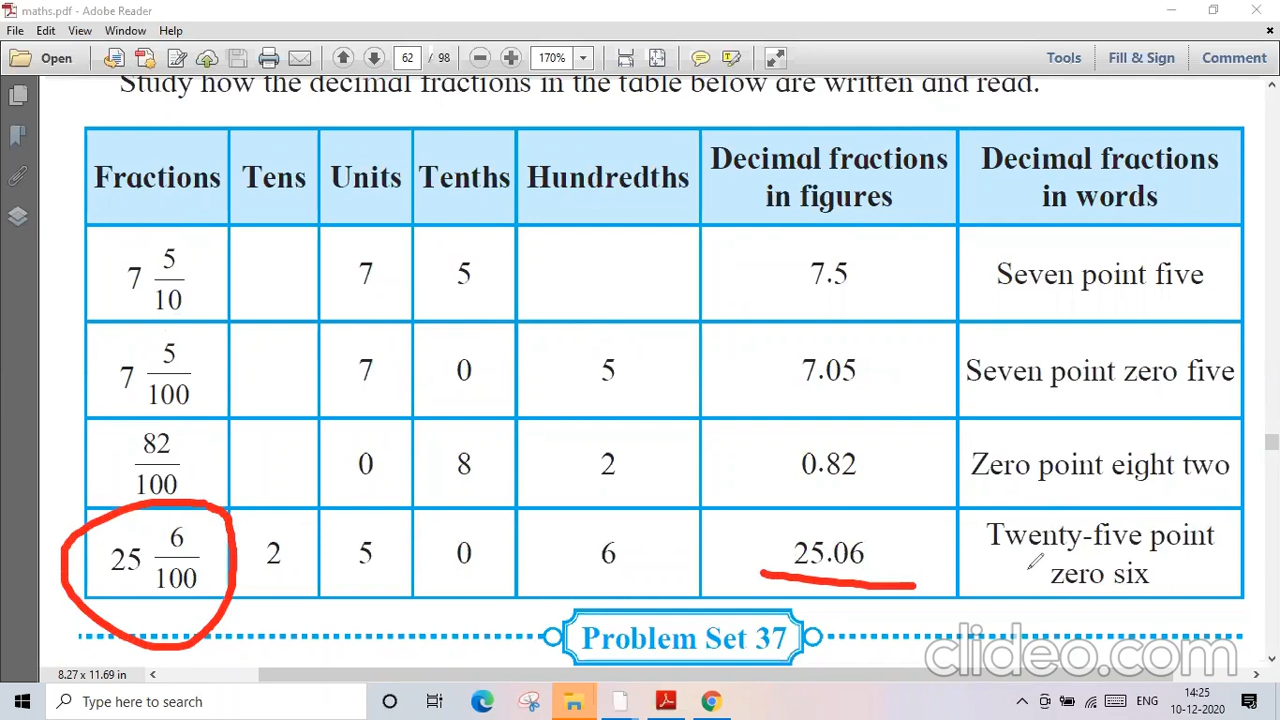 maths.pdf - Adobe Reader
File Edit View Window Help
Open 62 / 98 170% Tools Fill & Sign Comment
Study how the decimal fractions in the table below are written and read.
Fractions Tens Units Tenths Hundredths Decimal fractions in figures Decimal fractions in words
7 5/10 7 5 7.5 Seven point five
7 5/100 7 0 5 7.05 Seven point zero five
82/100 0 8 2 0.82 Zero point eight two
25 6/100 2 5 0 6 25.06 Twenty-five point zero six
Problem Set 37
clideo.com
8.27 x 11.69 in
Type here to search ENG 14:25
10-12-2020